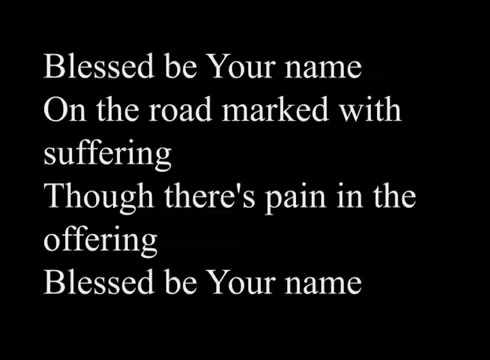 Blessed be Your name
On the road marked with
suffering
Though there's pain in the
offering
Blessed be Your name